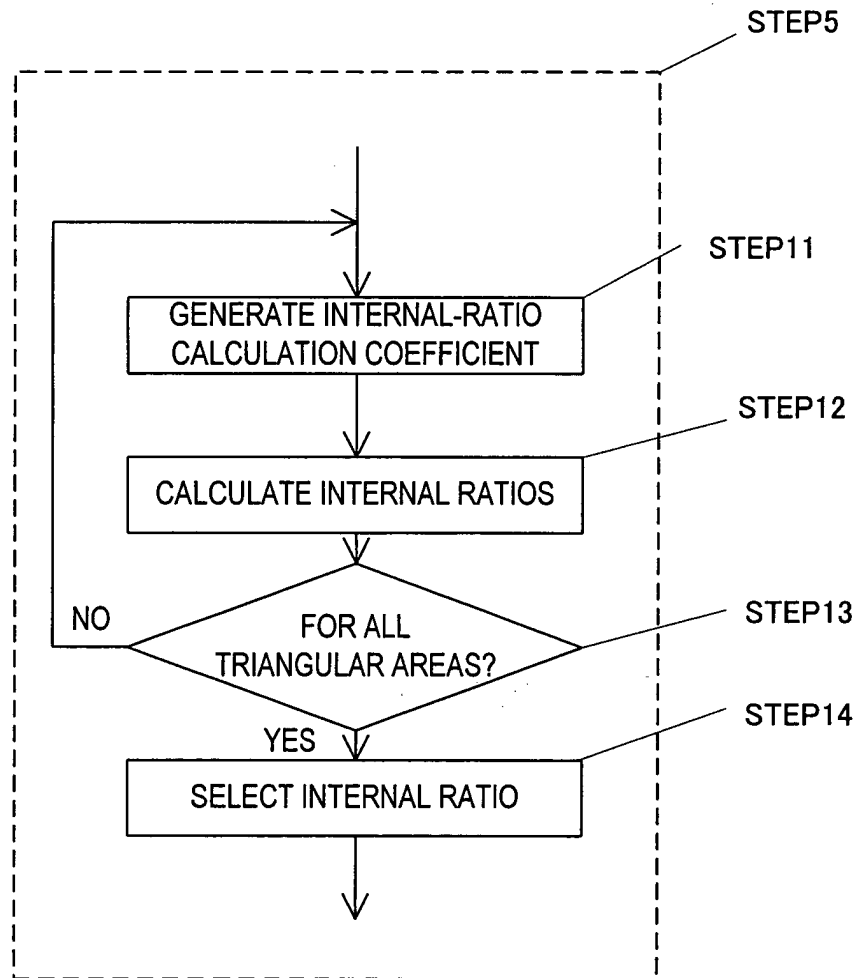 STEP5
STEP11
GENERATE INTERNAL-RATIO
CALCULATION COEFFICIENT
STEP12
CALCULATE INTERNAL RATIOS
NO
FOR ALL
TRIANGULAR AREAS?
STEP13
YES
STEP14
SELECT INTERNAL RATIO